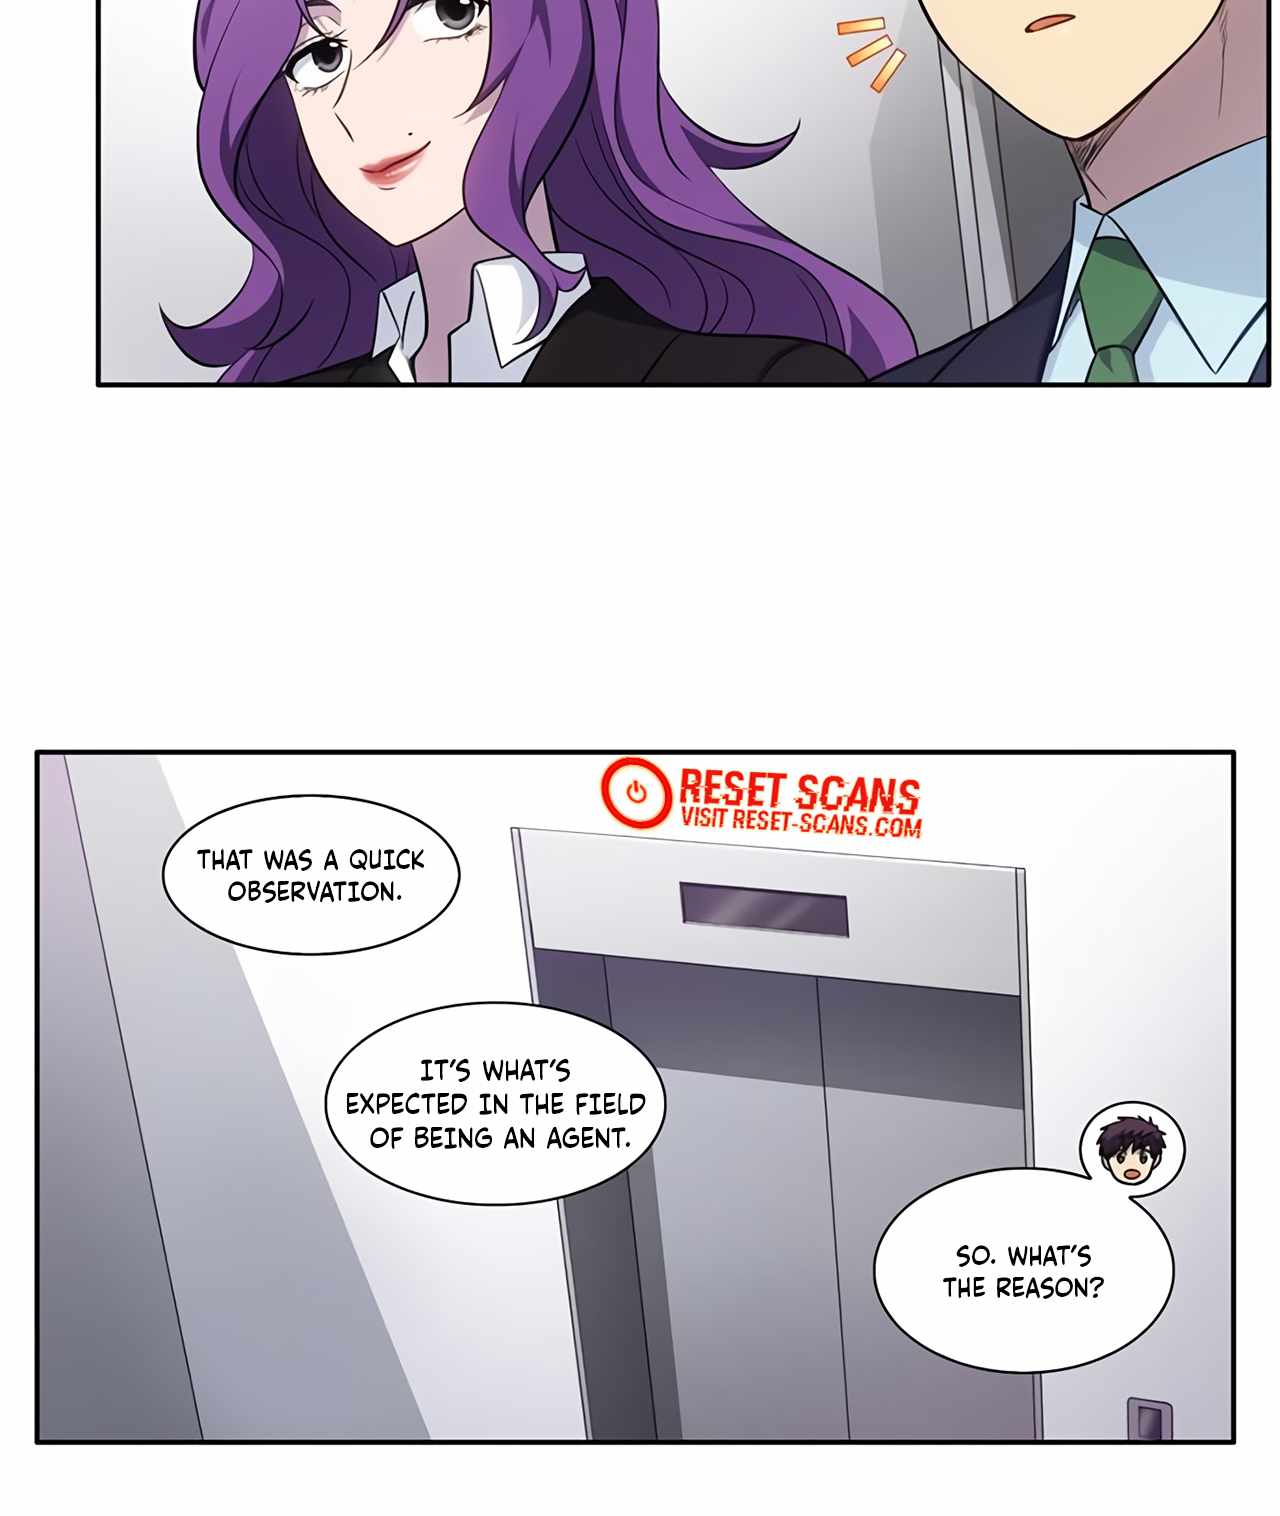 RESET SCANS
VISIT RESET-SCANS.COM
THAT WAS A QUICK
OBSERVATION.
IT'S WHAT'S
EXPECTED IN THE FIELD
OF BEING AN AGENT.
SO. WHAT'S
THE REASON?